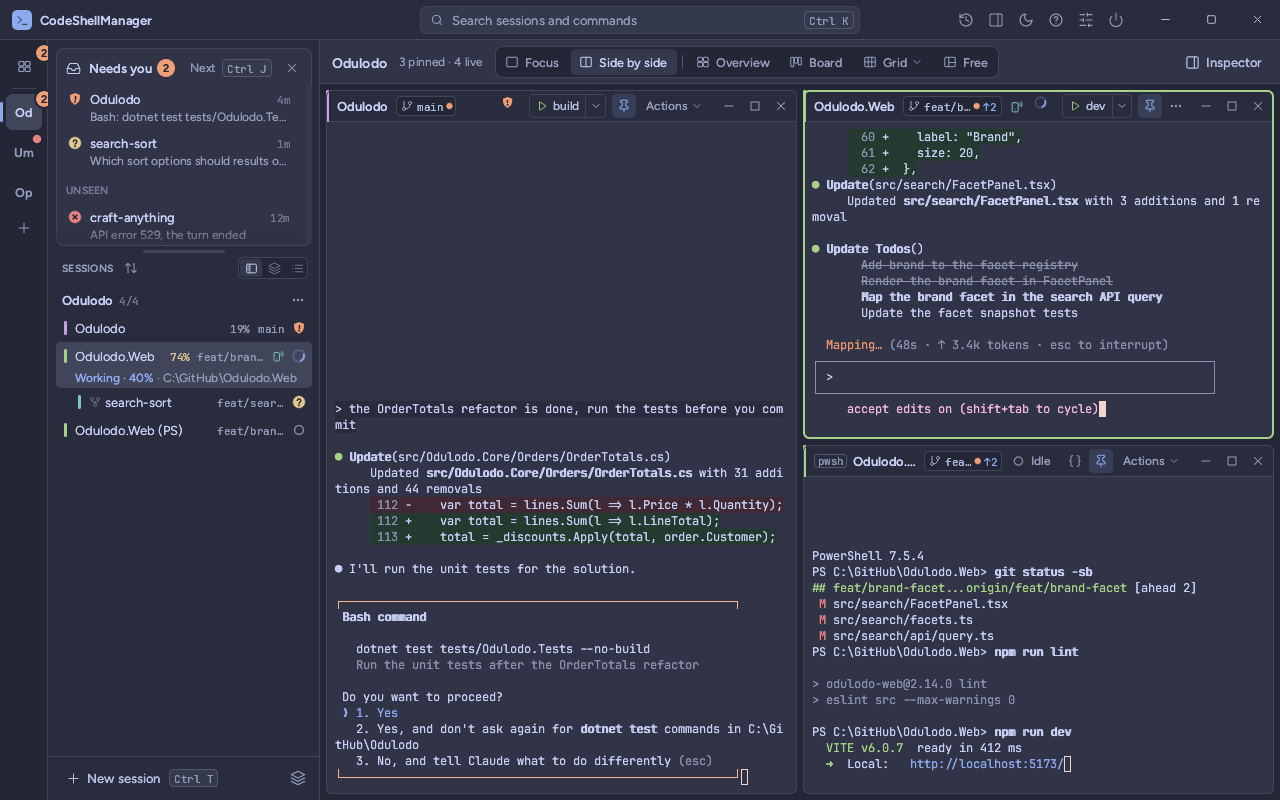 CodeShellManager
Search sessions and commands Ctrl K
2
Od 2
Um
Op
Needs you 2 Next Ctrl J
Odulodo 4m
Bash: dotnet test tests/Odulodo.Te…
search-sort 1m
Which sort options should results o…
UNSEEN
craft-anything 12m
API error 529, the turn ended
SESSIONS
Odulodo 4/4
Odulodo 19% main
Odulodo.Web 74% feat/bran…
Working · 40% · C:\GitHub\Odulodo.Web
search-sort feat/sear…
Odulodo.Web (PS) feat/bran…
New session Ctrl T
Odulodo 3 pinned · 4 live Focus Side by side Overview Board Grid Free Inspector
Odulodo main build Actions
> the OrderTotals refactor is done, run the tests before you com
mit
Update(src/Odulodo.Core/Orders/OrderTotals.cs)
Updated src/Odulodo.Core/Orders/OrderTotals.cs with 31 addi
tions and 44 removals
112 - var total = lines.Sum(l => l.Price * l.Quantity);
112 + var total = lines.Sum(l => l.LineTotal);
113 + total = _discounts.Apply(total, order.Customer);
I'll run the unit tests for the solution.
Bash command
dotnet test tests/Odulodo.Tests --no-build
Run the unit tests after the OrderTotals refactor
Do you want to proceed?
❯ 1. Yes
2. Yes, and don't ask again for dotnet test commands in C:\Gi
tHub\Odulodo
3. No, and tell Claude what to do differently (esc)
Odulodo.Web feat/b… ↑2 dev
60 + label: "Brand",
61 + size: 20,
62 + },
Update(src/search/FacetPanel.tsx)
Updated src/search/FacetPanel.tsx with 3 additions and 1 re
moval
Update Todos()
Add brand to the facet registry
Render the brand facet in FacetPanel
Map the brand facet in the search API query
Update the facet snapshot tests
Mapping… (48s · ↑ 3.4k tokens · esc to interrupt)
>
accept edits on (shift+tab to cycle)
pwsh Odulodo.… fea… ↑2 Idle {} Actions
PowerShell 7.5.4
PS C:\GitHub\Odulodo.Web> git status -sb
## feat/brand-facet...origin/feat/brand-facet [ahead 2]
M src/search/FacetPanel.tsx
M src/search/facets.ts
M src/search/api/query.ts
PS C:\GitHub\Odulodo.Web> npm run lint
> odulodo-web@2.14.0 lint
> eslint src --max-warnings 0
PS C:\GitHub\Odulodo.Web> npm run dev
VITE v6.0.7 ready in 412 ms
➜ Local: http://localhost:5173/